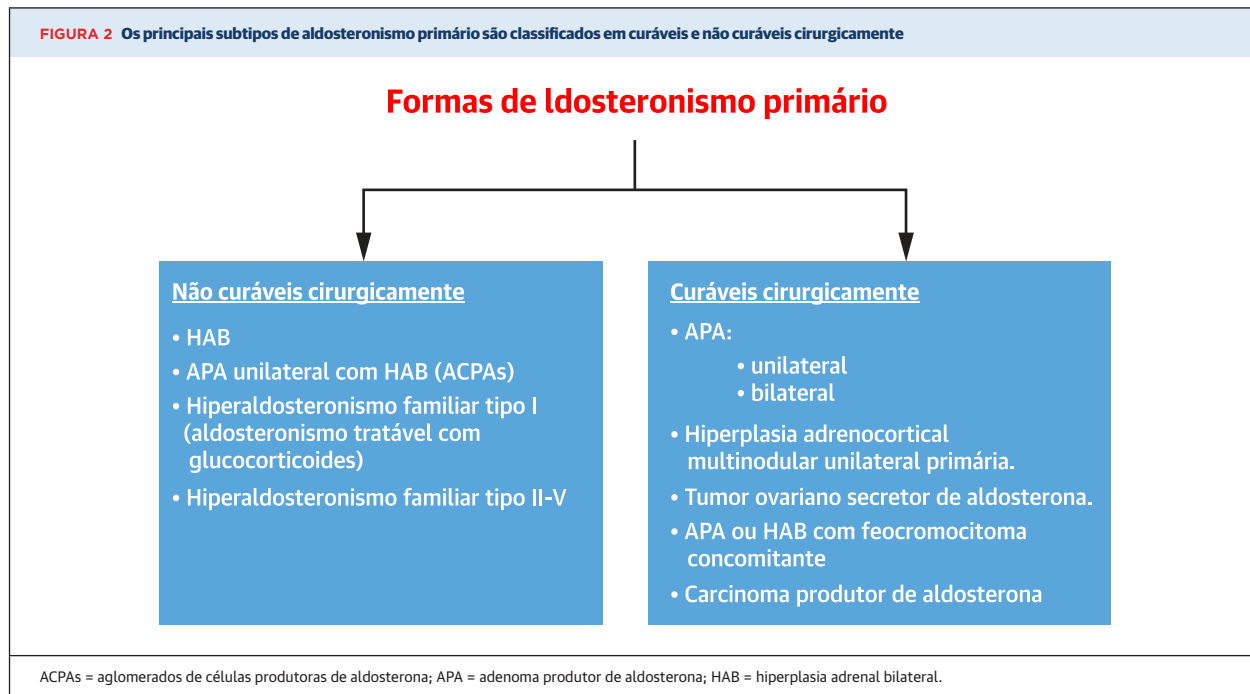 FIGURA 2 Os principais subtipos de aldosteronismo primário são classificados em curáveis e não curáveis cirurgicamente
Formas de ldosteronismo primário
Não curáveis cirurgicamente
• HAB
• APA unilateral com HAB (ACPAs)
• Hiperaldosteronismo familiar tipo I
(aldosteronismo tratável com
glucocorticoides)
• Hiperaldosteronismo familiar tipo II-V
Curáveis cirurgicamente
• APA:
• unilateral
• bilateral
• Hiperplasia adrenocortical
multinodular unilateral primária.
• Tumor ovariano secretor de aldosterona.
• APA ou HAB com feocromocitoma
concomitante
• Carcinoma produtor de aldosterona
ACPAs = aglomerados de células produtoras de aldosterona; APA = adenoma produtor de aldosterona; HAB = hiperplasia adrenal bilateral.